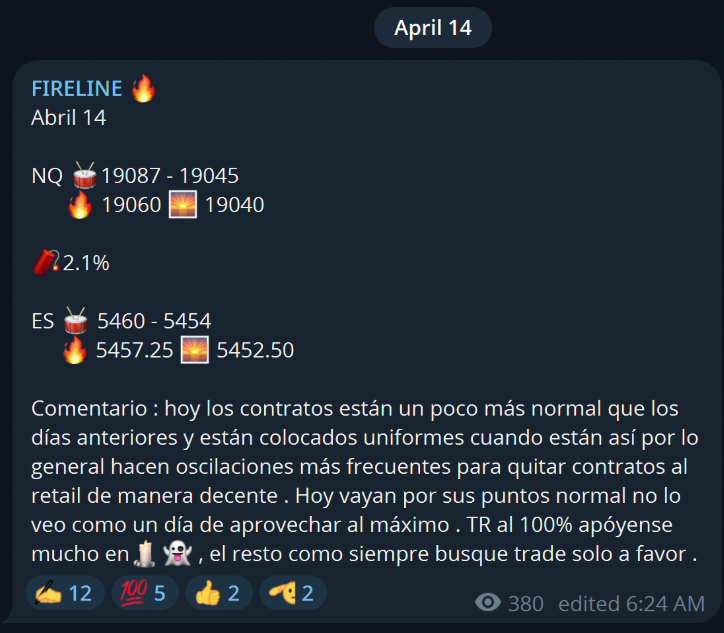 April 14
FIRELINE 🔥
Abril 14
NQ 🥁 19087 - 19045
🔥 19060 🌅 19040
🧨 2.1%
ES 🥁 5460 - 5454
🔥 5457.25 🌅 5452.50
Comentario : hoy los contratos están un poco más normal que los
días anteriores y están colocados uniformes cuando están así por lo
general hacen oscilaciones más frecuentes para quitar contratos al
retail de manera decente . Hoy vayan por sus puntos normal no lo
veo como un día de aprovechar al máximo . TR al 100% apóyense
mucho en🕯️ 👻 , el resto como siempre busque trade solo a favor .
✍️ 12 💯 5 👍 2 🫡 2 380 edited 6:24 AM